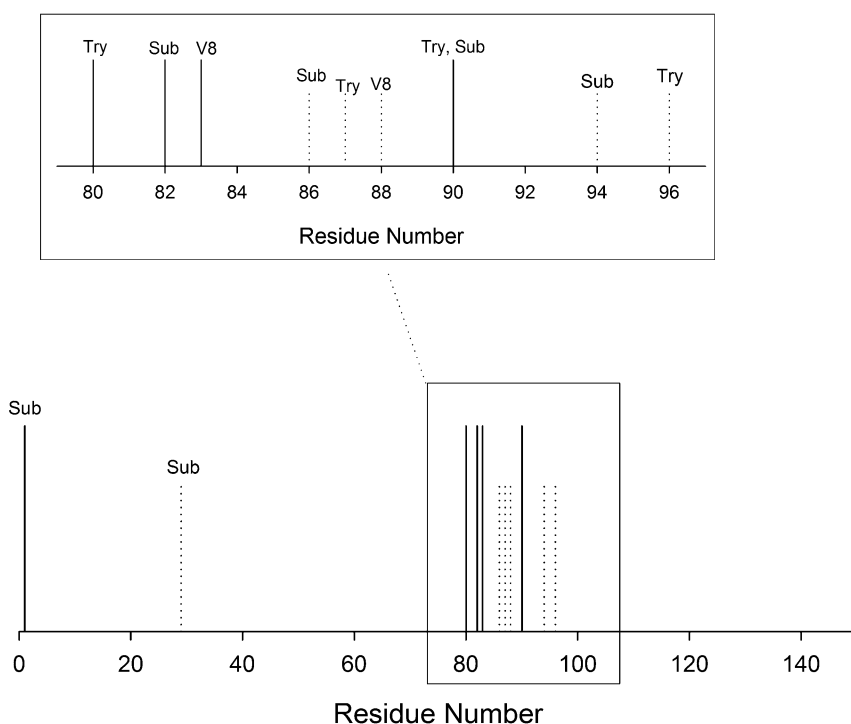 Try Sub V8 Try, Sub
Sub Try V8 Sub Try
80 82 84 86 88 90 92 94 96
Residue Number
Sub
Sub
0 20 40 60 80 100 120 140
Residue Number